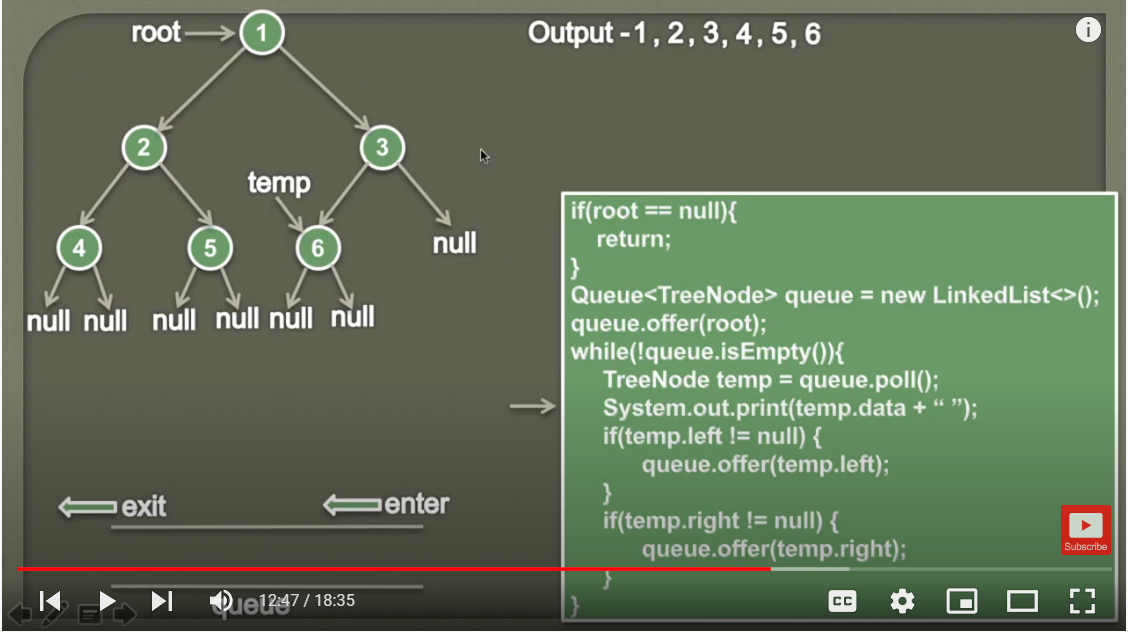 root
1
Output - 1 , 2 , 3, 4, 5, 6
i
2
3
temp
4
5
6
null
null null null null null null
if(root == null){
return;
}
Queue<TreeNode> queue = new LinkedList<>();
queue.offer(root);
while(!queue.isEmpty()){
TreeNode temp = queue.poll();
System.out.print(temp.data + “ ”);
if(temp.left != null) {
queue.offer(temp.left);
}
if(temp.right != null) {
queue.offer(temp.right);
}
}
exit
enter
queue
Subscribe
12:47 / 18:35
CC